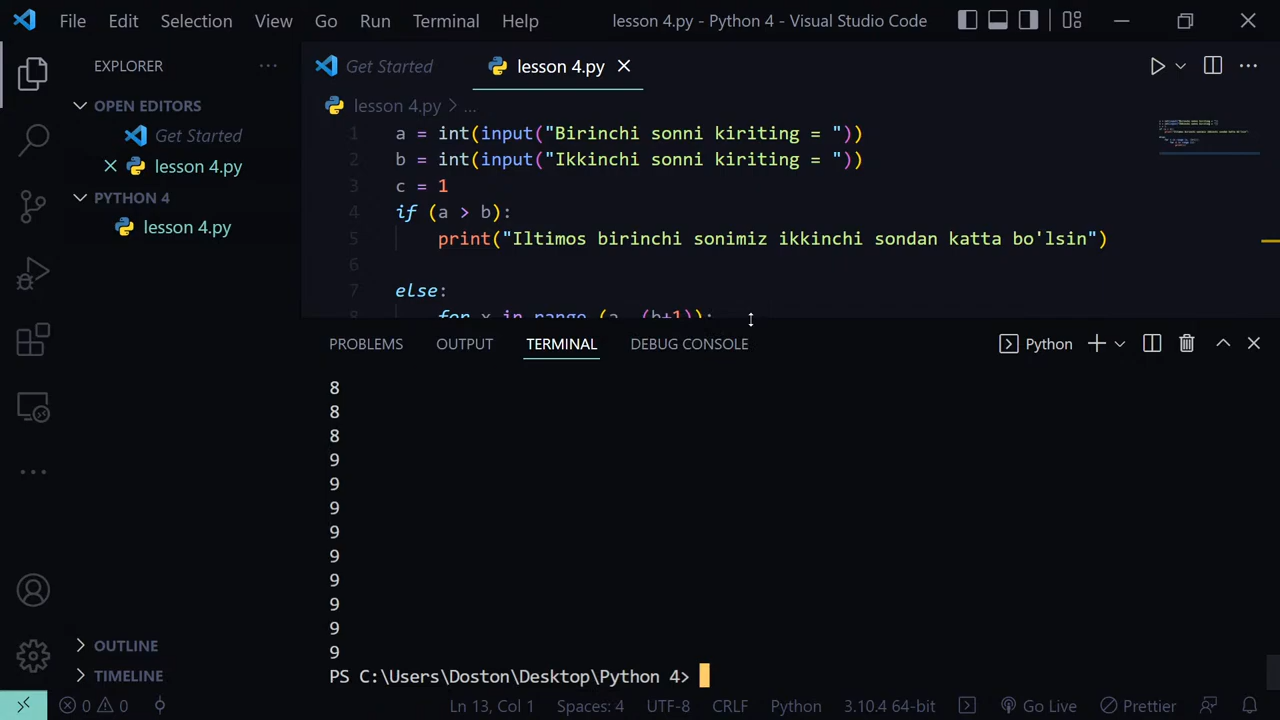 File Edit Selection View Go Run Terminal Help lesson 4.py - Python 4 - Visual Studio Code
EXPLORER
OPEN EDITORS
Get Started
lesson 4.py
PYTHON 4
lesson 4.py
OUTLINE
TIMELINE
Get Started lesson 4.py
lesson 4.py > ...
1 a = int(input("Birinchi sonni kiriting = "))
2 b = int(input("Ikkinchi sonni kiriting = "))
3 c = 1
4 if (a > b):
5 print("Iltimos birinchi sonimiz ikkinchi sondan katta bo'lsin")
6
7 else:
8 for x in range (a, (b+1)):
PROBLEMS OUTPUT TERMINAL DEBUG CONSOLE Python
8
8
8
9
9
9
9
9
9
9
9
9
PS C:\Users\Doston\Desktop\Python 4>
0 0 Ln 13, Col 1 Spaces: 4 UTF-8 CRLF Python 3.10.4 64-bit Go Live Prettier